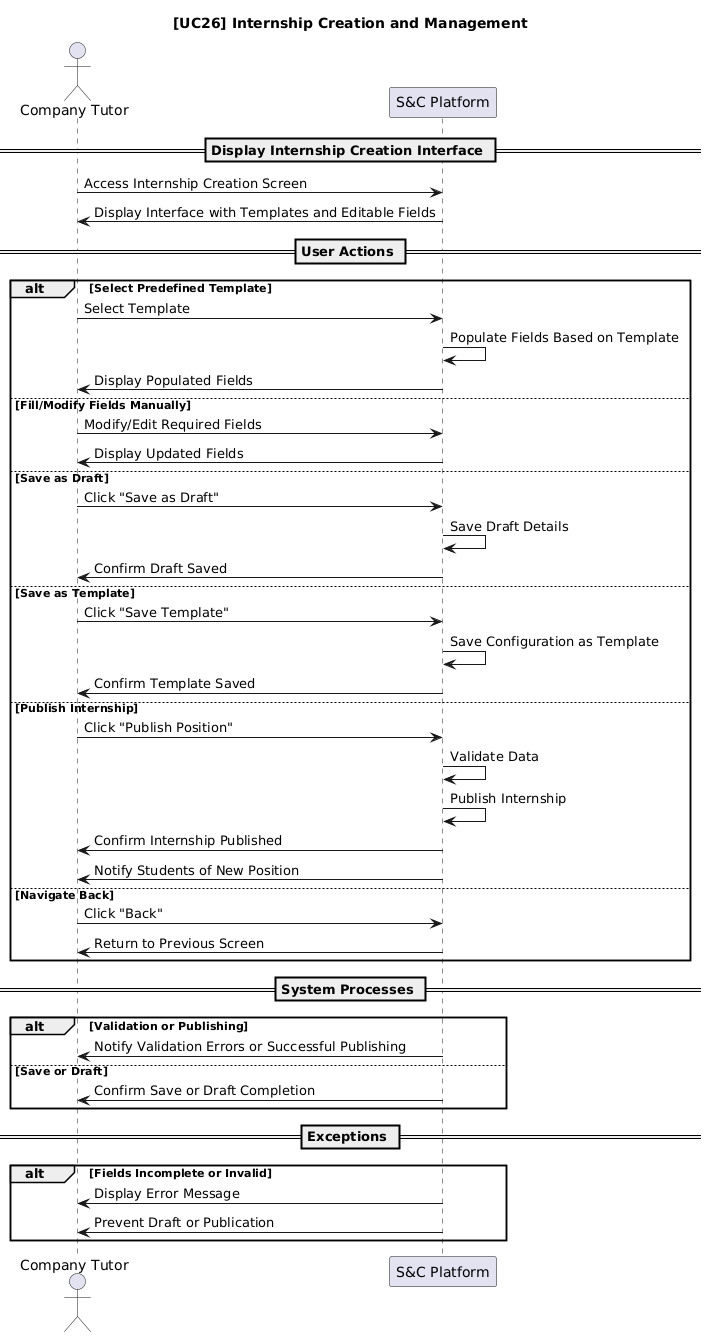 [UC26] Internship Creation and Management
Company Tutor
S&C Platform
Display Internship Creation Interface
Access Internship Creation Screen
Display Interface with Templates and Editable Fields
User Actions
alt [Select Predefined Template]
Select Template
Populate Fields Based on Template
Display Populated Fields
[Fill/Modify Fields Manually]
Modify/Edit Required Fields
Display Updated Fields
[Save as Draft]
Click "Save as Draft"
Save Draft Details
Confirm Draft Saved
[Save as Template]
Click "Save Template"
Save Configuration as Template
Confirm Template Saved
[Publish Internship]
Click "Publish Position"
Validate Data
Publish Internship
Confirm Internship Published
Notify Students of New Position
[Navigate Back]
Click "Back"
Return to Previous Screen
System Processes
alt [Validation or Publishing]
Notify Validation Errors or Successful Publishing
[Save or Draft]
Confirm Save or Draft Completion
Exceptions
alt [Fields Incomplete or Invalid]
Display Error Message
Prevent Draft or Publication
Company Tutor
S&C Platform